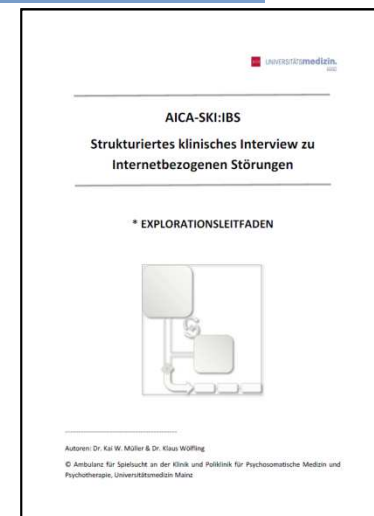 UNIVERSITÄTSmedizin.
MAINZ
AICA-SKI:IBS
Strukturiertes klinisches Interview zu
Internetbezogenen Störungen
* EXPLORATIONSLEITFADEN
Autoren: Dr. Kai W. Müller & Dr. Klaus Wölfling
© Ambulanz für Spielsucht an der Klinik und Poliklinik für Psychosomatische Medizin und
Psychotherapie, Universitätsmedizin Mainz